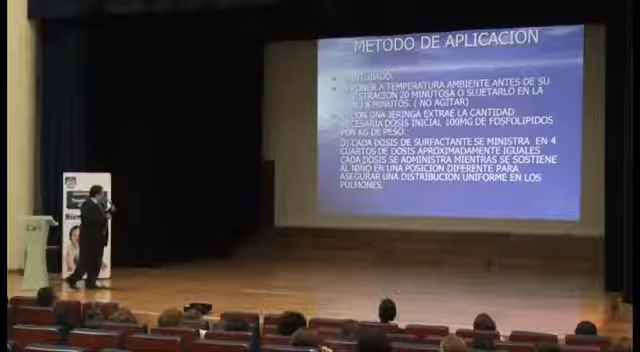 METODO DE APLICACION
TUBADO.
PONER A TEMPERATURA AMBIENTE ANTES DE SU
20 MINUTOSA O SUJETARLO EN LA
8 MINUTOS. ( NO AGITAR)
CON UNA JERINGA EXTRAE LA CANTIDAD
DOSIS INICIAL 100MG DE FOSFOLIPIDOS
POR KG DE PESO.
D) CADA DOSIS DE SURFACTANTE SE MINISTRA EN 4
CUARTOS DE DOSIS APROXIMADAMENTE IGUALES
CADA DOSIS SE ADMINISTRA MIENTRAS SE SOSTIENE
AL NIÑO EN UNA POSICION DIFERENTE PARA
ASEGURAR UNA DISTRIBUCION UNIFORME EN LOS
PULMONES.